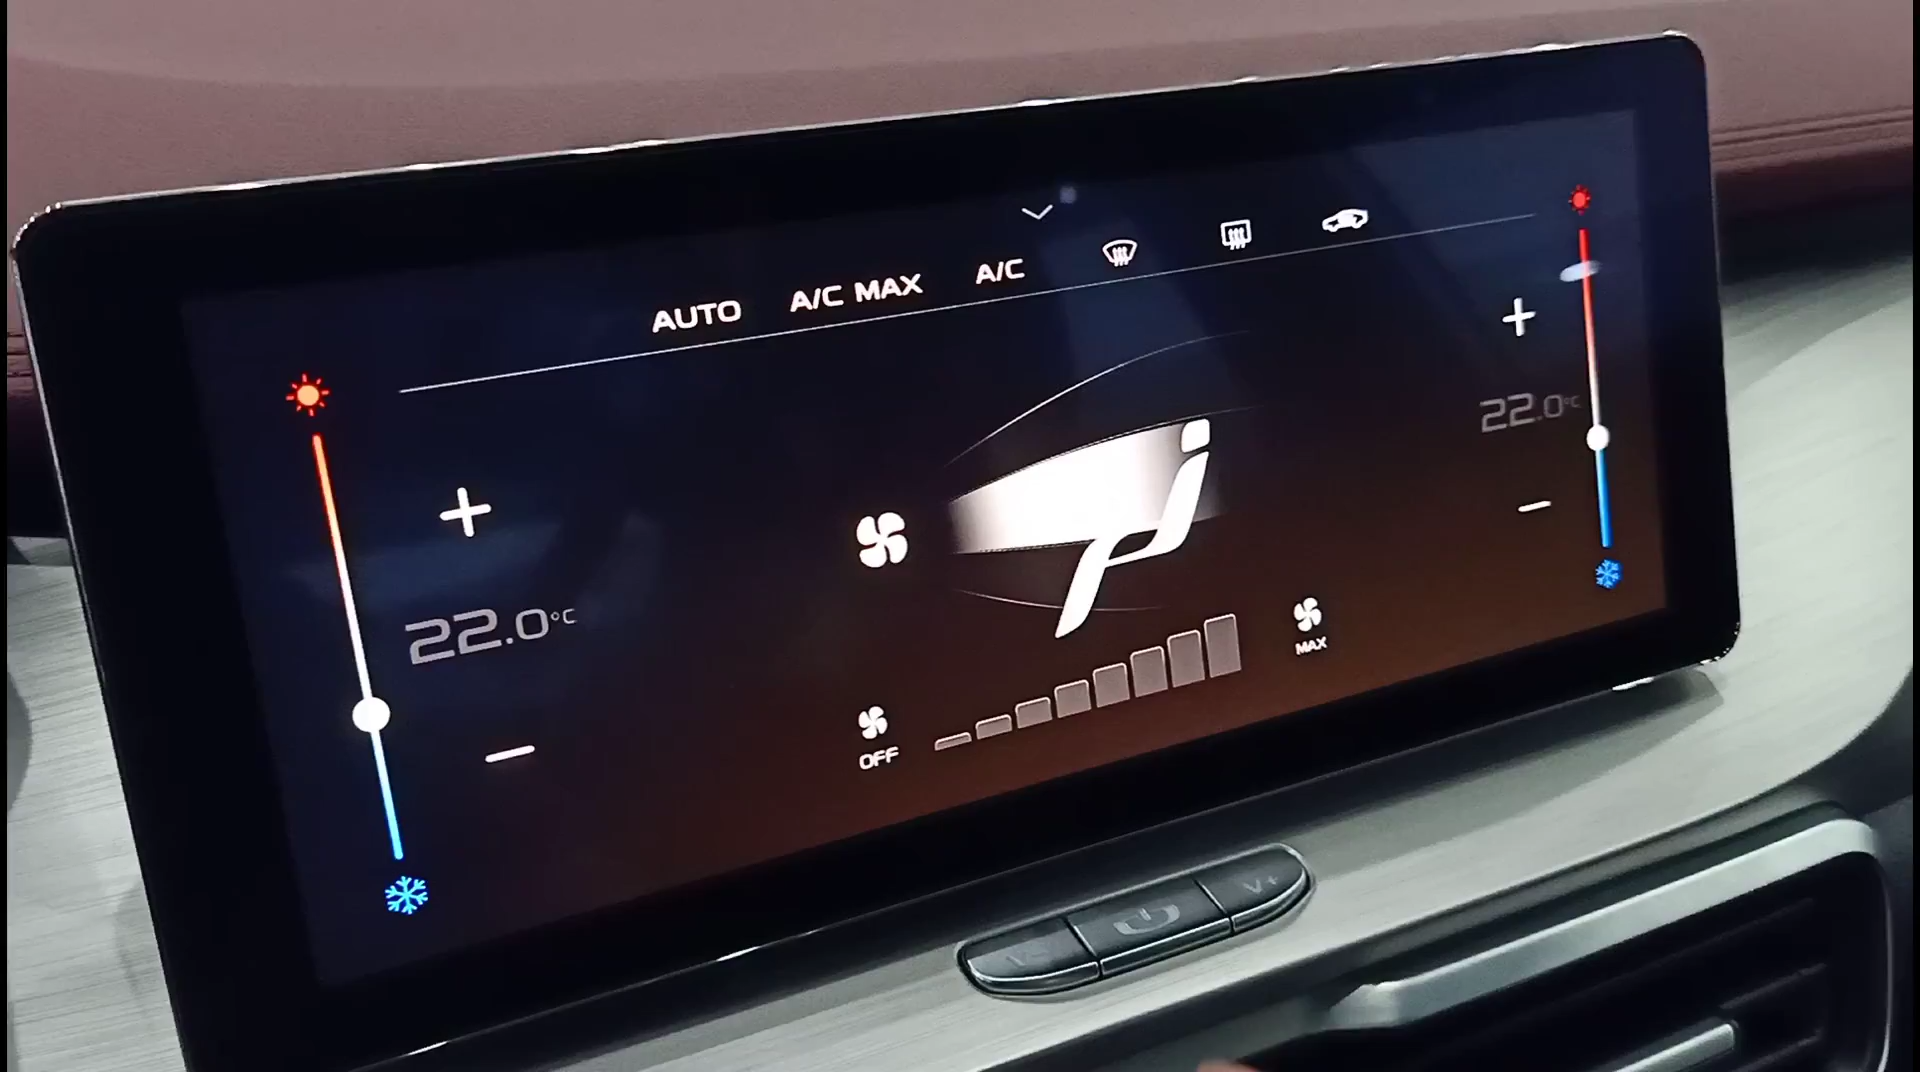 AUTO A/C MAX A/C
+ +
22.0°C 22.0°C
− −
MAX
OFF
V- V+